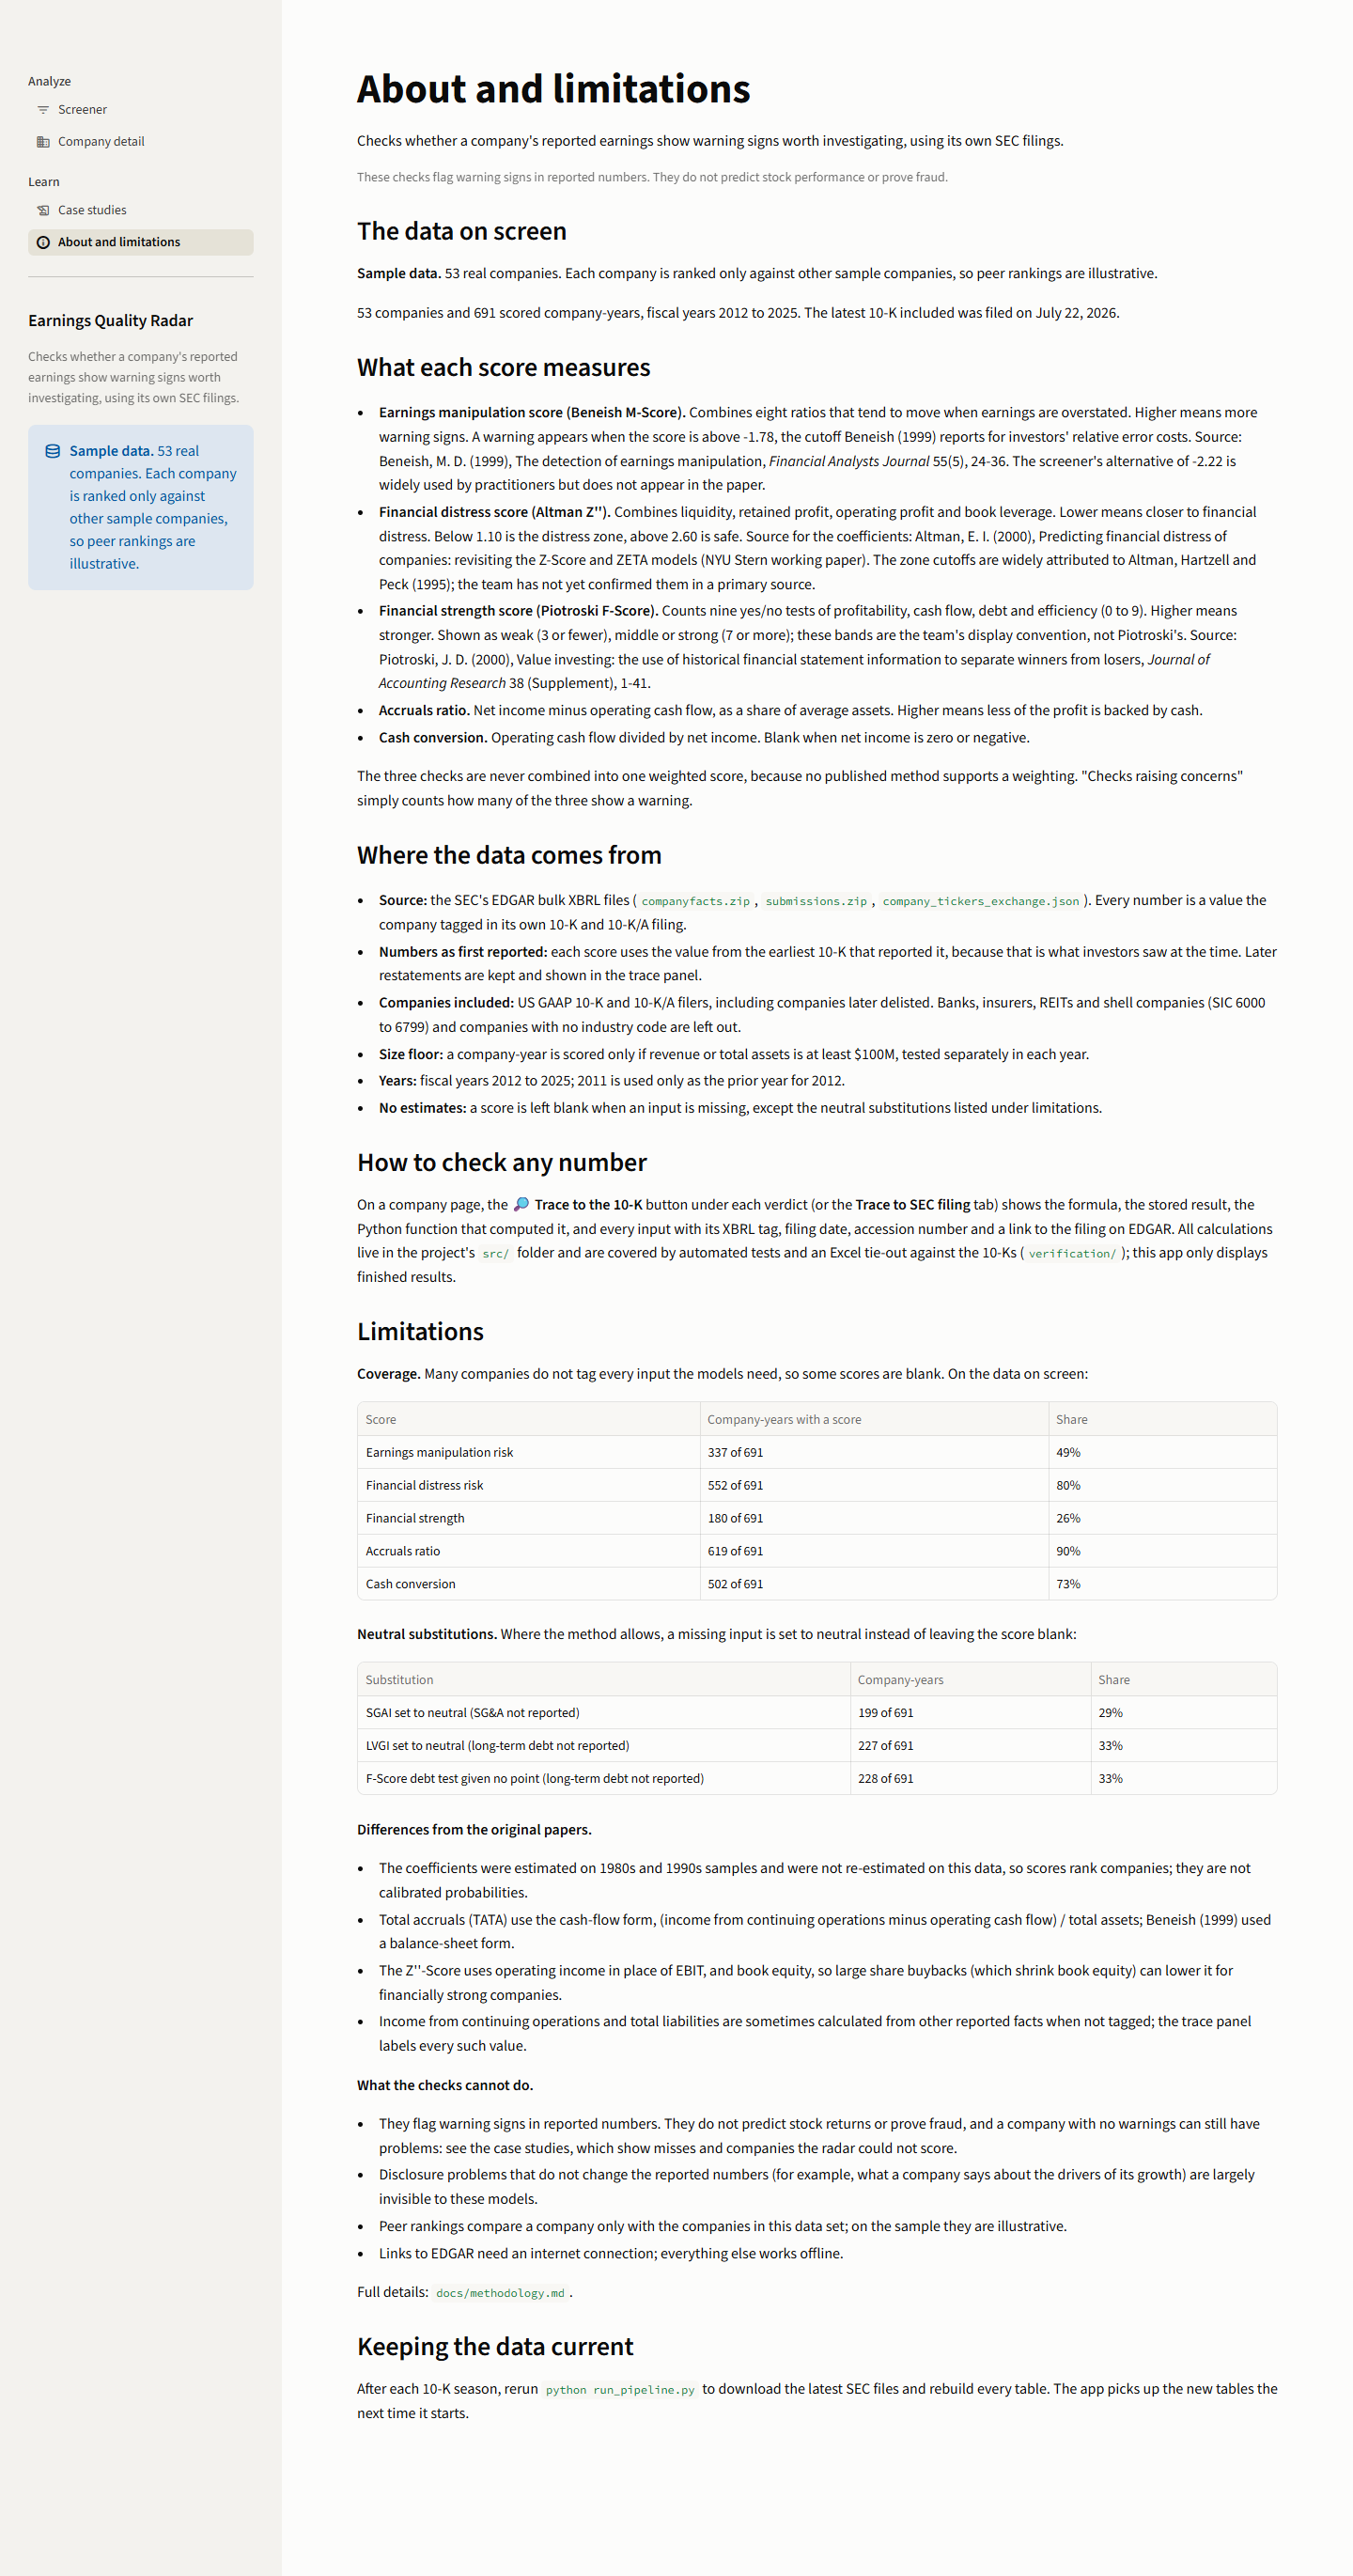 Analyze
Screener
Company detail
Learn
Case studies
About and limitations
Earnings Quality Radar
Checks whether a company's reported
earnings show warning signs worth
investigating, using its own SEC filings.
Sample data. 53 real
companies. Each company
is ranked only against
other sample companies,
so peer rankings are
illustrative.
About and limitations
Checks whether a company's reported earnings show warning signs worth investigating, using its own SEC filings.
These checks flag warning signs in reported numbers. They do not predict stock performance or prove fraud.
The data on screen
Sample data. 53 real companies. Each company is ranked only against other sample companies, so peer rankings are illustrative.
53 companies and 691 scored company-years, fiscal years 2012 to 2025. The latest 10-K included was filed on July 22, 2026.
What each score measures
• Earnings manipulation score (Beneish M-Score). Combines eight ratios that tend to move when earnings are overstated. Higher means more
warning signs. A warning appears when the score is above -1.78, the cutoff Beneish (1999) reports for investors' relative error costs. Source:
Beneish, M. D. (1999), The detection of earnings manipulation, Financial Analysts Journal 55(5), 24-36. The screener's alternative of -2.22 is
widely used by practitioners but does not appear in the paper.
• Financial distress score (Altman Z''). Combines liquidity, retained profit, operating profit and book leverage. Lower means closer to financial
distress. Below 1.10 is the distress zone, above 2.60 is safe. Source for the coefficients: Altman, E. I. (2000), Predicting financial distress of
companies: revisiting the Z-Score and ZETA models (NYU Stern working paper). The zone cutoffs are widely attributed to Altman, Hartzell and
Peck (1995); the team has not yet confirmed them in a primary source.
• Financial strength score (Piotroski F-Score). Counts nine yes/no tests of profitability, cash flow, debt and efficiency (0 to 9). Higher means
stronger. Shown as weak (3 or fewer), middle or strong (7 or more); these bands are the team's display convention, not Piotroski's. Source:
Piotroski, J. D. (2000), Value investing: the use of historical financial statement information to separate winners from losers, Journal of
Accounting Research 38 (Supplement), 1-41.
• Accruals ratio. Net income minus operating cash flow, as a share of average assets. Higher means less of the profit is backed by cash.
• Cash conversion. Operating cash flow divided by net income. Blank when net income is zero or negative.
The three checks are never combined into one weighted score, because no published method supports a weighting. "Checks raising concerns"
simply counts how many of the three show a warning.
Where the data comes from
• Source: the SEC's EDGAR bulk XBRL files ( companyfacts.zip , submissions.zip , company_tickers_exchange.json ). Every number is a value the
company tagged in its own 10-K and 10-K/A filing.
• Numbers as first reported: each score uses the value from the earliest 10-K that reported it, because that is what investors saw at the time. Later
restatements are kept and shown in the trace panel.
• Companies included: US GAAP 10-K and 10-K/A filers, including companies later delisted. Banks, insurers, REITs and shell companies (SIC 6000
to 6799) and companies with no industry code are left out.
• Size floor: a company-year is scored only if revenue or total assets is at least $100M, tested separately in each year.
• Years: fiscal years 2012 to 2025; 2011 is used only as the prior year for 2012.
• No estimates: a score is left blank when an input is missing, except the neutral substitutions listed under limitations.
How to check any number
On a company page, the 🔎 Trace to the 10-K button under each verdict (or the Trace to SEC filing tab) shows the formula, the stored result, the
Python function that computed it, and every input with its XBRL tag, filing date, accession number and a link to the filing on EDGAR. All calculations
live in the project's src/ folder and are covered by automated tests and an Excel tie-out against the 10-Ks ( verification/ ); this app only displays
finished results.
Limitations
Coverage. Many companies do not tag every input the models need, so some scores are blank. On the data on screen:
Score Company-years with a score Share
Earnings manipulation risk 337 of 691 49%
Financial distress risk 552 of 691 80%
Financial strength 180 of 691 26%
Accruals ratio 619 of 691 90%
Cash conversion 502 of 691 73%
Neutral substitutions. Where the method allows, a missing input is set to neutral instead of leaving the score blank:
Substitution Company-years Share
SGAI set to neutral (SG&A not reported) 199 of 691 29%
LVGI set to neutral (long-term debt not reported) 227 of 691 33%
F-Score debt test given no point (long-term debt not reported) 228 of 691 33%
Differences from the original papers.
• The coefficients were estimated on 1980s and 1990s samples and were not re-estimated on this data, so scores rank companies; they are not
calibrated probabilities.
• Total accruals (TATA) use the cash-flow form, (income from continuing operations minus operating cash flow) / total assets; Beneish (1999) used
a balance-sheet form.
• The Z''-Score uses operating income in place of EBIT, and book equity, so large share buybacks (which shrink book equity) can lower it for
financially strong companies.
• Income from continuing operations and total liabilities are sometimes calculated from other reported facts when not tagged; the trace panel
labels every such value.
What the checks cannot do.
• They flag warning signs in reported numbers. They do not predict stock returns or prove fraud, and a company with no warnings can still have
problems: see the case studies, which show misses and companies the radar could not score.
• Disclosure problems that do not change the reported numbers (for example, what a company says about the drivers of its growth) are largely
invisible to these models.
• Peer rankings compare a company only with the companies in this data set; on the sample they are illustrative.
• Links to EDGAR need an internet connection; everything else works offline.
Full details: docs/methodology.md .
Keeping the data current
After each 10-K season, rerun python run_pipeline.py to download the latest SEC files and rebuild every table. The app picks up the new tables the
next time it starts.